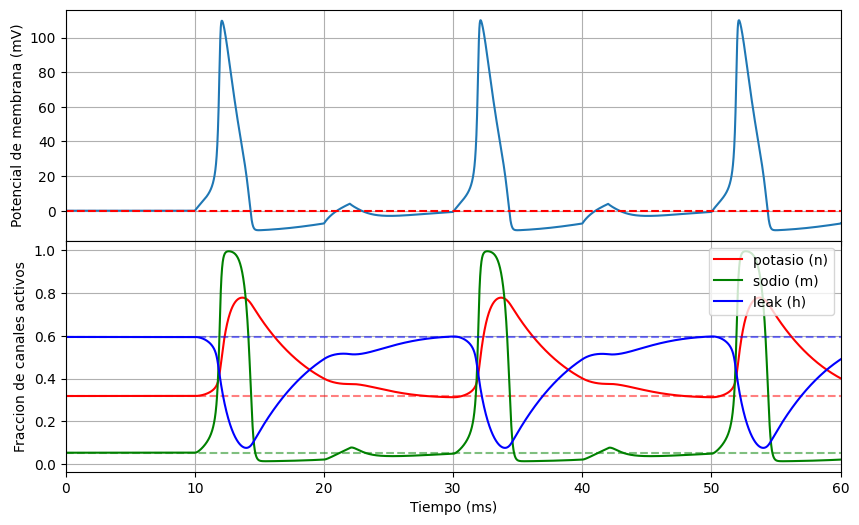 Potencial de membrana (mV)
100
80
60
40
20
0
Fraccion de canales activos
1.0
0.8
0.6
0.4
0.2
0.0
potasio (n)
sodio (m)
leak (h)
0 10 20 30 40 50 60
Tiempo (ms)